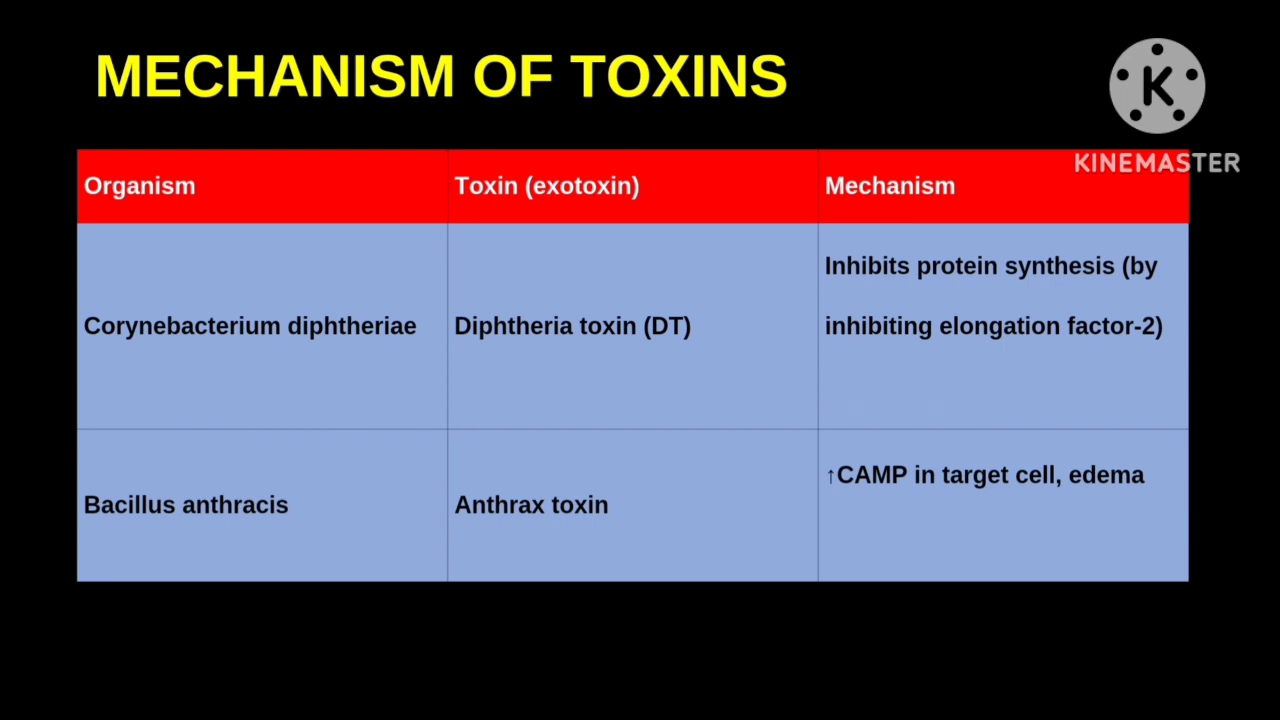 MECHANISM OF TOXINS
K
KINEMASTER
Organism
Toxin (exotoxin)
Mechanism
Corynebacterium diphtheriae
Diphtheria toxin (DT)
Inhibits protein synthesis (by
inhibiting elongation factor-2)
Bacillus anthracis
Anthrax toxin
↑CAMP in target cell, edema